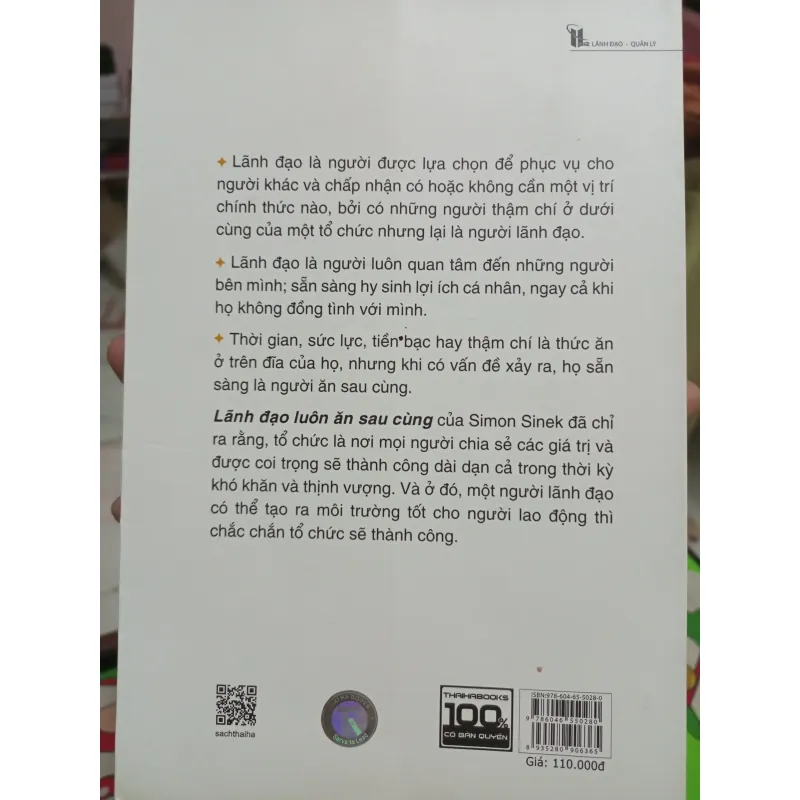 LÃNH ĐẠO - QUẢN LÝ
✦ Lãnh đạo là người được lựa chọn để phục vụ cho
người khác và chấp nhận có hoặc không cần một vị trí
chính thức nào, bởi có những người thậm chí ở dưới
cùng của một tổ chức nhưng lại là người lãnh đạo.
✦ Lãnh đạo là người luôn quan tâm đến những người
bên mình; sẵn sàng hy sinh lợi ích cá nhân, ngay cả khi
họ không đồng tình với mình.
✦ Thời gian, sức lực, tiền bạc hay thậm chí là thức ăn
ở trên đĩa của họ, nhưng khi có vấn đề xảy ra, họ sẵn
sàng là người ăn sau cùng.
Lãnh đạo luôn ăn sau cùng của Simon Sinek đã chỉ
ra rằng, tổ chức là nơi mọi người chia sẻ các giá trị và
được coi trọng sẽ thành công dài dạn cả trong thời kỳ
khó khăn và thịnh vượng. Và ở đó, một người lãnh đạo
có thể tạo ra môi trường tốt cho người lao động thì
chắc chắn tổ chức sẽ thành công.
sachthaiha
Serve to Lead
THAIHABOOKS
100%
CÓ BẢN QUYỀN
ISBN:978-604-65-5028-0
9 786046 550280
8 935280 906365
Giá: 110.000đ